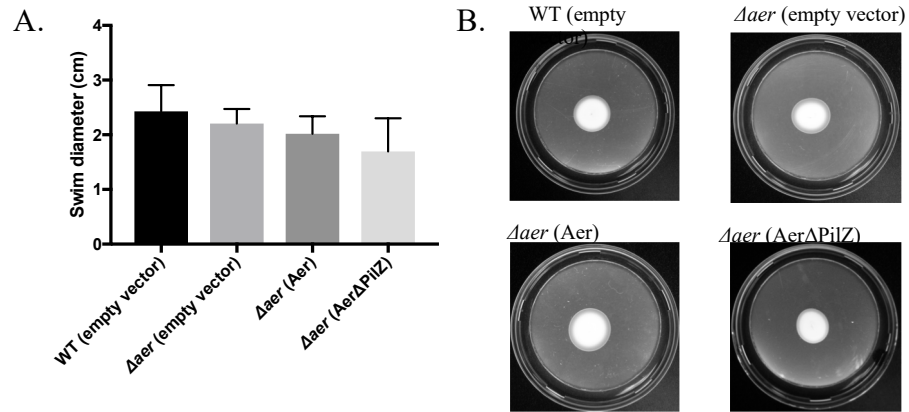 A.
Swim diameter (cm)
4
3
2
1
0
WT (empty vector)
Δaer (empty vector)
Δaer (Aer)
Δaer (AerΔPilZ)
B.
WT (empty
Δaer (empty vector)
Δaer (Aer)
Δaer (AerΔPilZ)